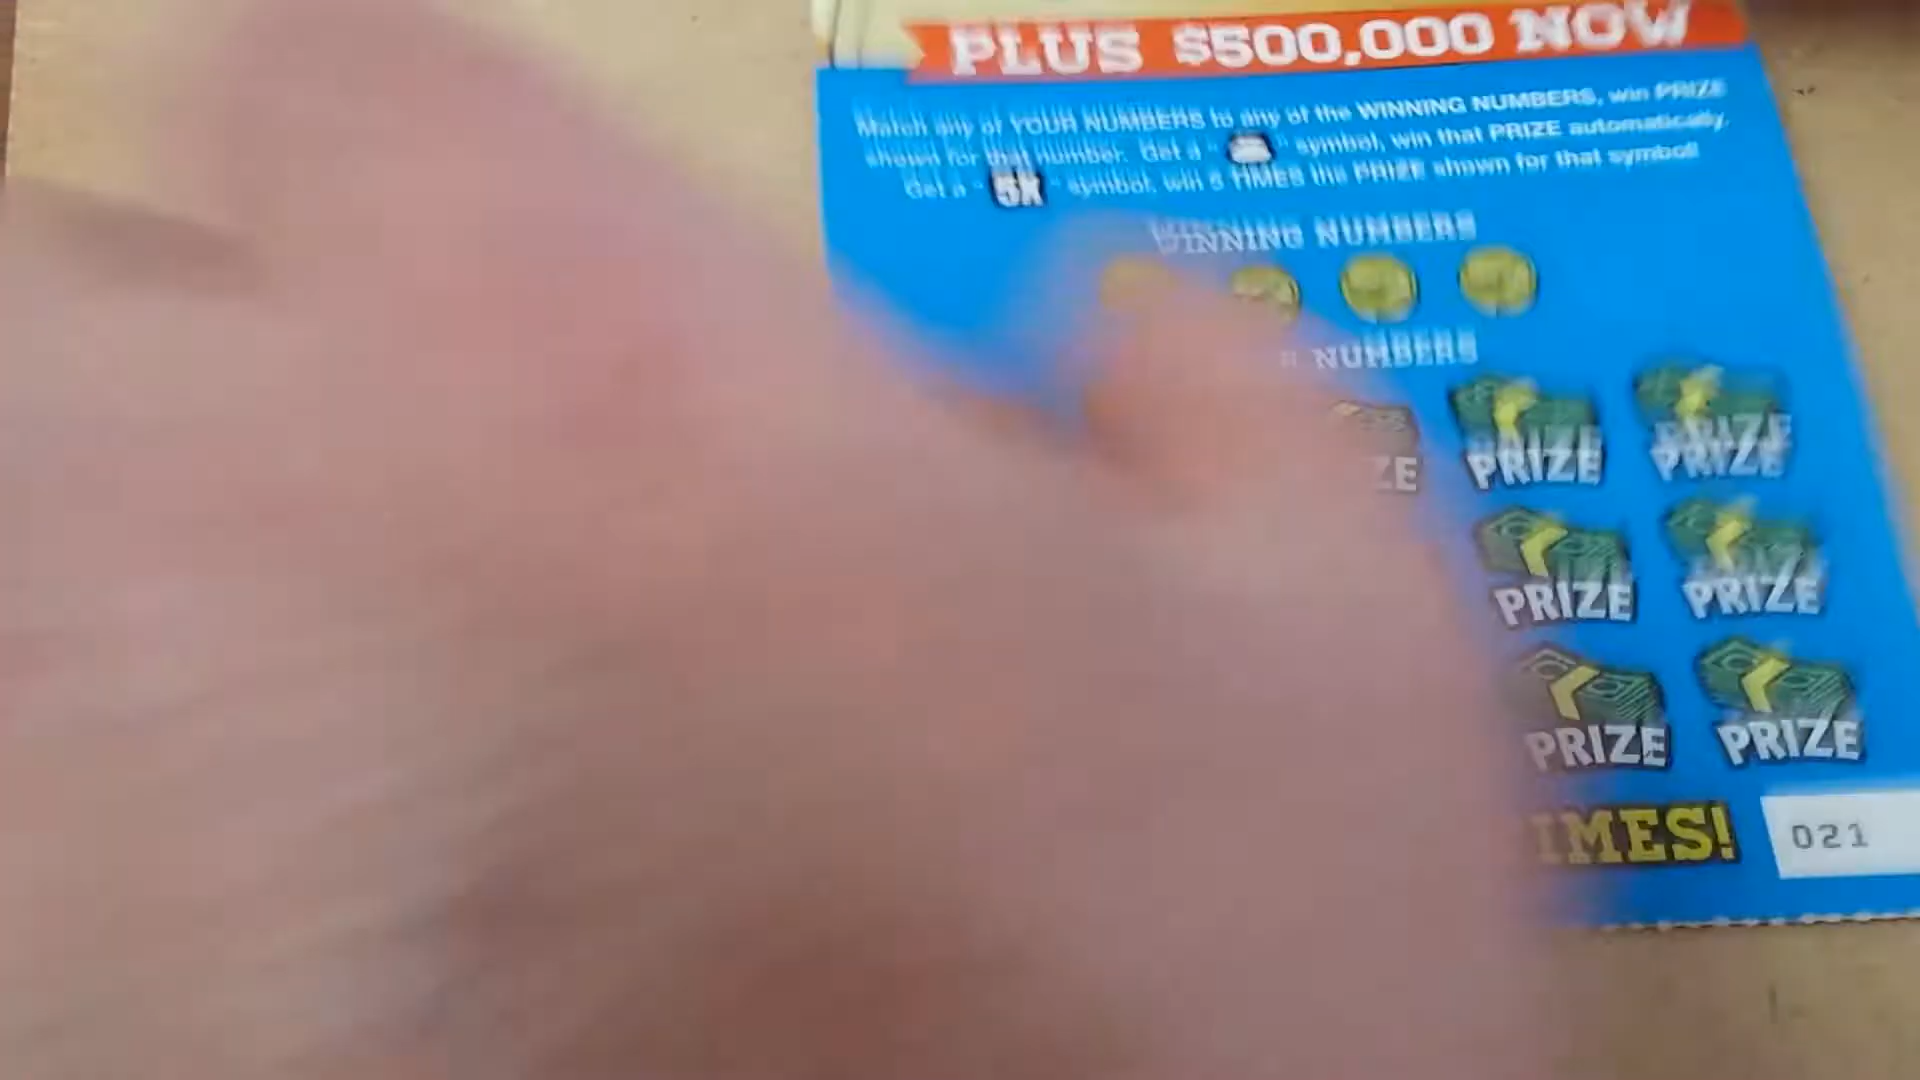 PLUS $500,000 NOW
Match any of YOUR NUMBERS to any of the WINNING NUMBERS, win PRIZE
shown for that number. Get a " " symbol, win that PRIZE automatically.
Get a "5X" symbol, win 5 TIMES the PRIZE shown for that symbol!
WINNING NUMBERS
NUMBERS
ZE PRIZE PRIZE
PRIZE PRIZE
PRIZE PRIZE
IMES! 021